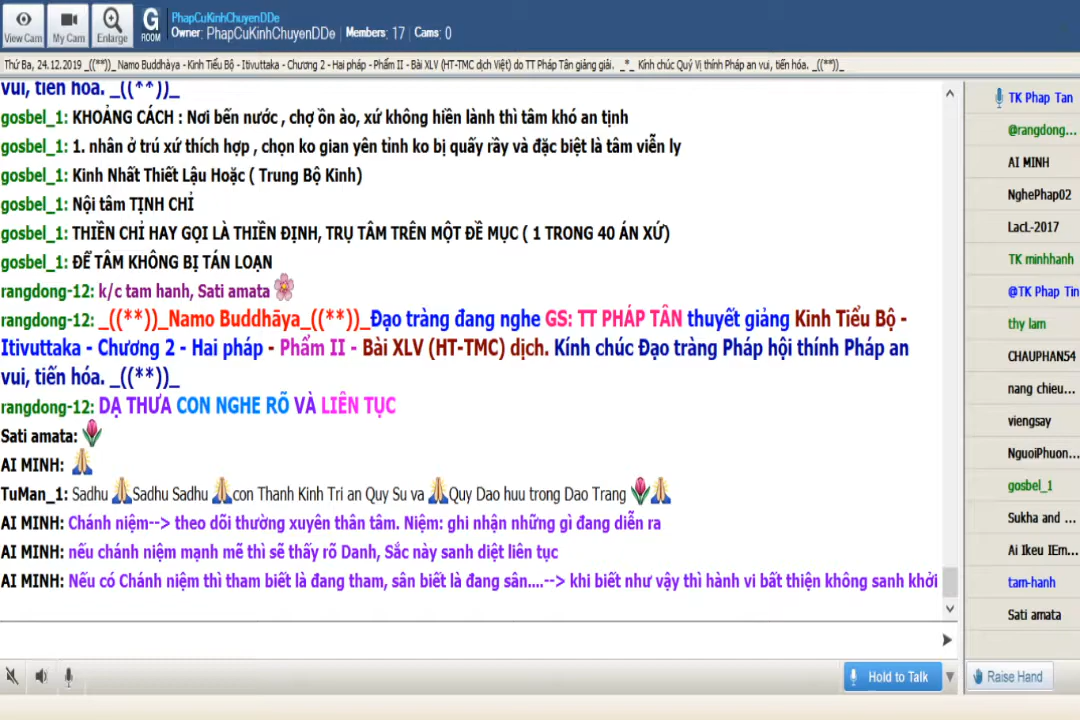 View Cam
My Cam
Enlarge
G
ROOM
PhapCuKinhChuyenDDe
Owner: PhapCuKinhChuyenDDe Members: 17 Cams: 0
Thứ Ba, 24.12.2019 _((**))_ Namo Buddhàya - Kinh Tiểu Bộ - Itivuttaka - Chương 2 - Hai pháp - Phẩm II - Bài XLV (HT-TMC dịch Việt) do TT Pháp Tân giảng giải. _*_ Kính chúc Quý Vị thính Pháp an vui, tiến hóa. _((**))_
vui, tiến hóa. _((**))_
gosbel_1: KHOẢNG CÁCH : Nơi bến nước , chợ ồn ào, xứ không hiền lành thì tâm khó an tịnh
gosbel_1: 1. nhân ở trú xứ thích hợp , chọn ko gian yên tỉnh ko bị quấy rầy và đặc biệt là tâm viễn ly
gosbel_1: Kinh Nhất Thiết Lậu Hoặc ( Trung Bộ Kinh)
gosbel_1: Nội tâm TỊNH CHỈ
gosbel_1: THIỀN CHỈ HAY GỌI LÀ THIỀN ĐỊNH, TRỤ TÂM TRÊN MỘT ĐỀ MỤC ( 1 TRONG 40 ÁN XỨ)
gosbel_1: ĐỂ TÂM KHÔNG BỊ TÁN LOẠN
rangdong-12: k/c tam hanh, Sati amata
rangdong-12: _((**))_Namo Buddhāya_((**))_Đạo tràng đang nghe GS: TT PHÁP TÂN thuyết giảng Kinh Tiểu Bộ -
Itivuttaka - Chương 2 - Hai pháp - Phẩm II - Bài XLV (HT-TMC) dịch. Kính chúc Đạo tràng Pháp hội thính Pháp an
vui, tiến hóa. _((**))_
rangdong-12: DẠ THƯA CON NGHE RÕ VÀ LIÊN TỤC
Sati amata:
AI MINH:
TuMan_1: Sadhu Sadhu Sadhu con Thanh Kinh Tri an Quy Su va Quy Dao huu trong Dao Trang
AI MINH: Chánh niệm--> theo dõi thường xuyên thân tâm. Niệm: ghi nhận những gì đang diễn ra
AI MINH: nếu chánh niệm mạnh mẽ thì sẽ thấy rõ Danh, Sắc này sanh diệt liên tục
AI MINH: Nếu có Chánh niệm thì tham biết là đang tham, sân biết là đang sân....--> khi biết như vậy thì hành vi bất thiện không sanh khởi
TK Phap Tan
@rangdong...
AI MINH
NghePhap02
LacL-2017
TK minhhanh
@TK Phap Tin
thy lam
CHAUPHAN54
nang chieu...
viengsay
NguoiPhuon...
gosbel_1
Sukha and ...
Ai Ikeu IEm...
tam-hanh
Sati amata
Hold to Talk
Raise Hand